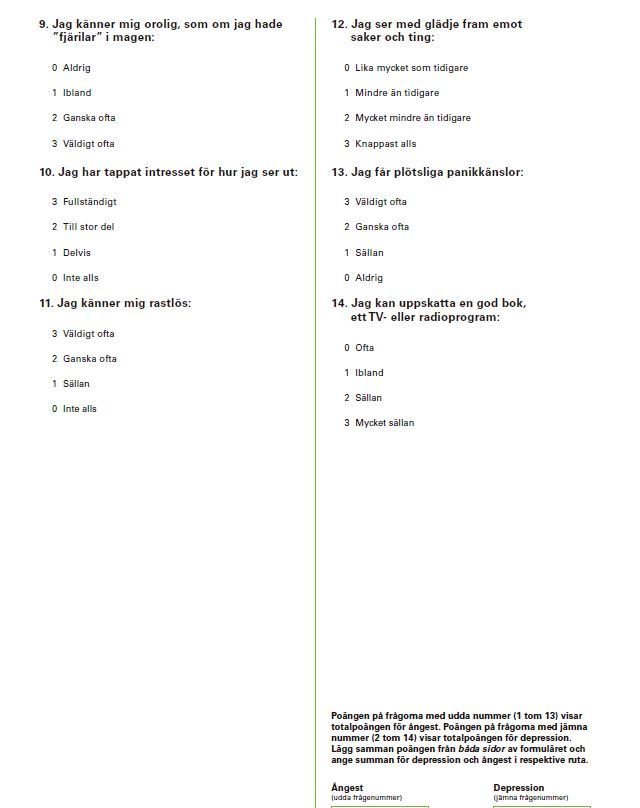 9. Jag känner mig orolig, som om jag hade
”fjärilar” i magen:
0 Aldrig
1 Ibland
2 Ganska ofta
3 Väldigt ofta
10. Jag har tappat intresset för hur jag ser ut:
3 Fullständigt
2 Till stor del
1 Delvis
0 Inte alls
11. Jag känner mig rastlös:
3 Väldigt ofta
2 Ganska ofta
1 Sällan
0 Inte alls
12. Jag ser med glädje fram emot
saker och ting:
0 Lika mycket som tidigare
1 Mindre än tidigare
2 Mycket mindre än tidigare
3 Knappast alls
13. Jag får plötsliga panikkänslor:
3 Väldigt ofta
2 Ganska ofta
1 Sällan
0 Aldrig
14. Jag kan uppskatta en god bok,
ett TV- eller radioprogram:
0 Ofta
1 Ibland
2 Sällan
3 Mycket sällan
Poängen på frågorna med udda nummer (1 tom 13) visar
totalpoängen för ångest. Poängen på frågorna med jämna
nummer (2 tom 14) visar totalpoängen för depression.
Lägg samman poängen från båda sidor av formuläret och
ange summan för depression och ångest i respektive ruta.
Ångest
(udda frågenummer)
Depression
(jämna frågenummer)